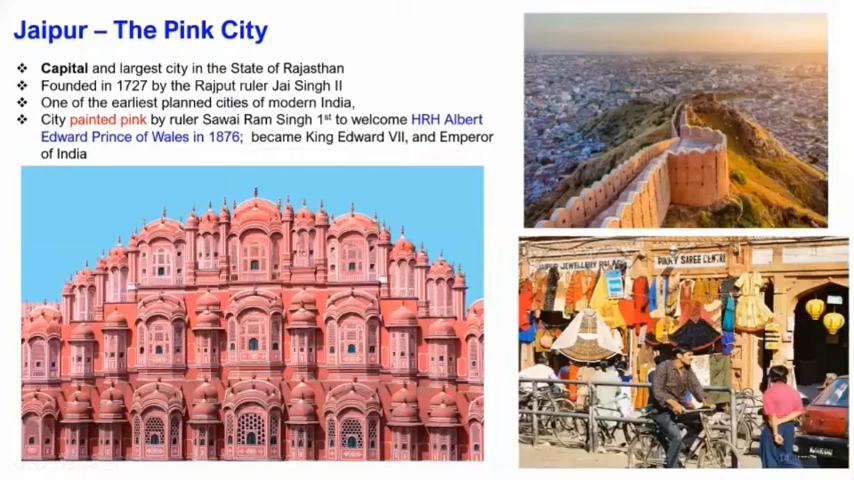 Jaipur – The Pink City
❖ Capital and largest city in the State of Rajasthan
❖ Founded in 1727 by the Rajput ruler Jai Singh II
❖ One of the earliest planned cities of modern India,
❖ City painted pink by ruler Sawai Ram Singh 1st to welcome HRH Albert
Edward Prince of Wales in 1876; became King Edward VII, and Emperor
of India
JAIPUR JEWELLERY PALACE
PINKY SAREE CENTRE